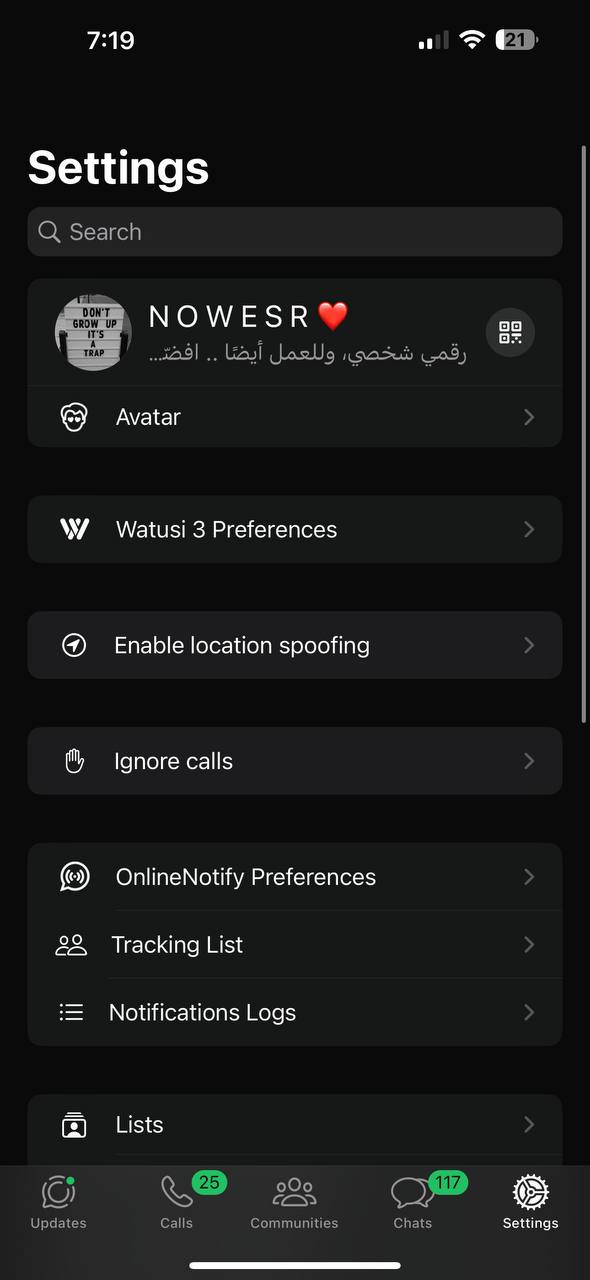 7:19
21
Settings
Search
DON'T
GROW UP
IT'S
A
TRAP
N O W E S R ❤️
رقمي شخصي، وللعمل أيضًا .. افضّـ...
Avatar
Watusi 3 Preferences
Enable location spoofing
Ignore calls
OnlineNotify Preferences
Tracking List
Notifications Logs
Lists
25
117
Updates
Calls
Communities
Chats
Settings